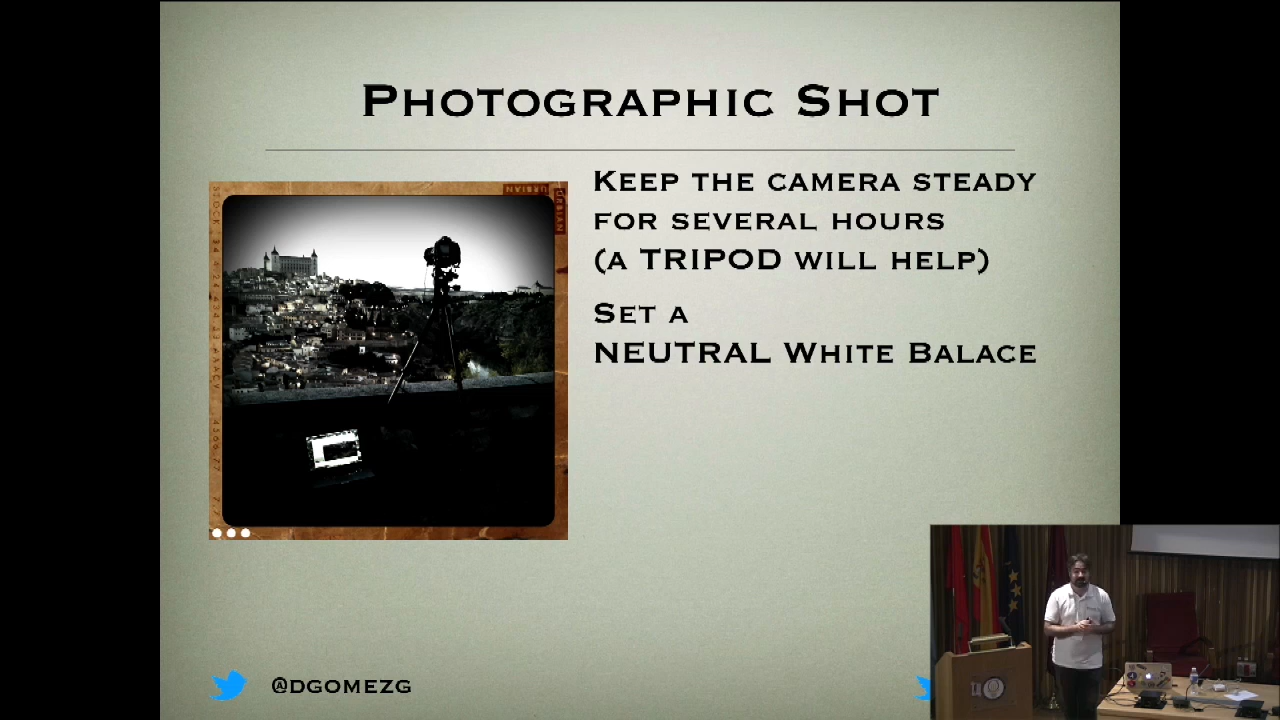 Photographic Shot
Keep the camera steady
for several hours
(a TRIPOD will help)
Set a
NEUTRAL White Balace
@dgomezg